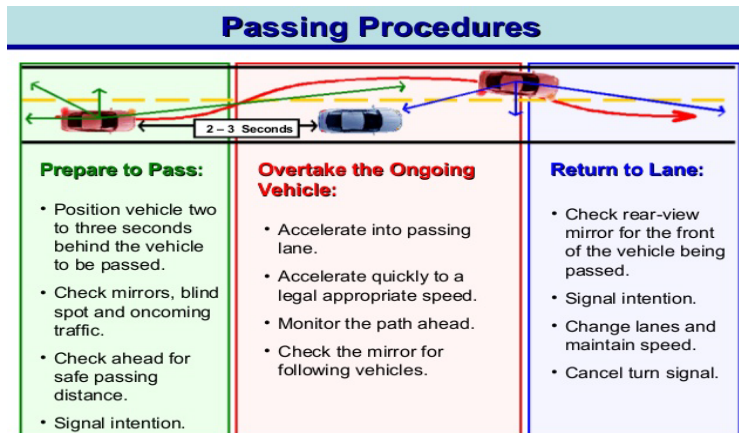 Passing Procedures
2 – 3 Seconds
Prepare to Pass:
• Position vehicle two
to three seconds
behind the vehicle
to be passed.
• Check mirrors, blind
spot and oncoming
traffic.
• Check ahead for
safe passing
distance.
• Signal intention.
Overtake the Ongoing
Vehicle:
• Accelerate into passing
lane.
• Accelerate quickly to a
legal appropriate speed.
• Monitor the path ahead.
• Check the mirror for
following vehicles.
Return to Lane:
• Check rear-view
mirror for the front
of the vehicle being
passed.
• Signal intention.
• Change lanes and
maintain speed.
• Cancel turn signal.